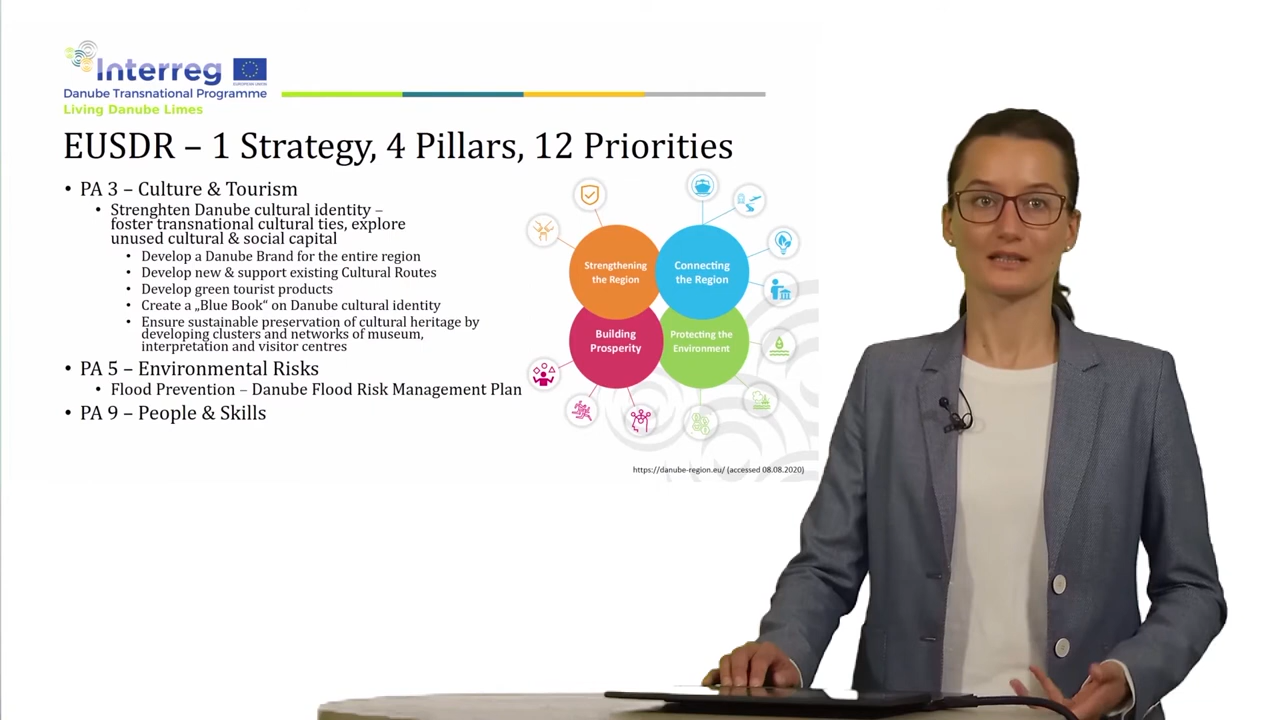 Interreg
EUROPEAN UNION
Danube Transnational Programme
Living Danube Limes
EUSDR – 1 Strategy, 4 Pillars, 12 Priorities
• PA 3 – Culture & Tourism
• Strenghten Danube cultural identity –
foster transnational cultural ties, explore
unused cultural & social capital
• Develop a Danube Brand for the entire region
• Develop new & support existing Cultural Routes
• Develop green tourist products
• Create a „Blue Book“ on Danube cultural identity
• Ensure sustainable preservation of cultural heritage by
developing clusters and networks of museum,
interpretation and visitor centres
• PA 5 – Environmental Risks
• Flood Prevention – Danube Flood Risk Management Plan
• PA 9 – People & Skills
Strengthening
the Region
Connecting
the Region
Building
Prosperity
Protecting the
Environment
https://danube-region.eu/ (accessed 08.08.2020)